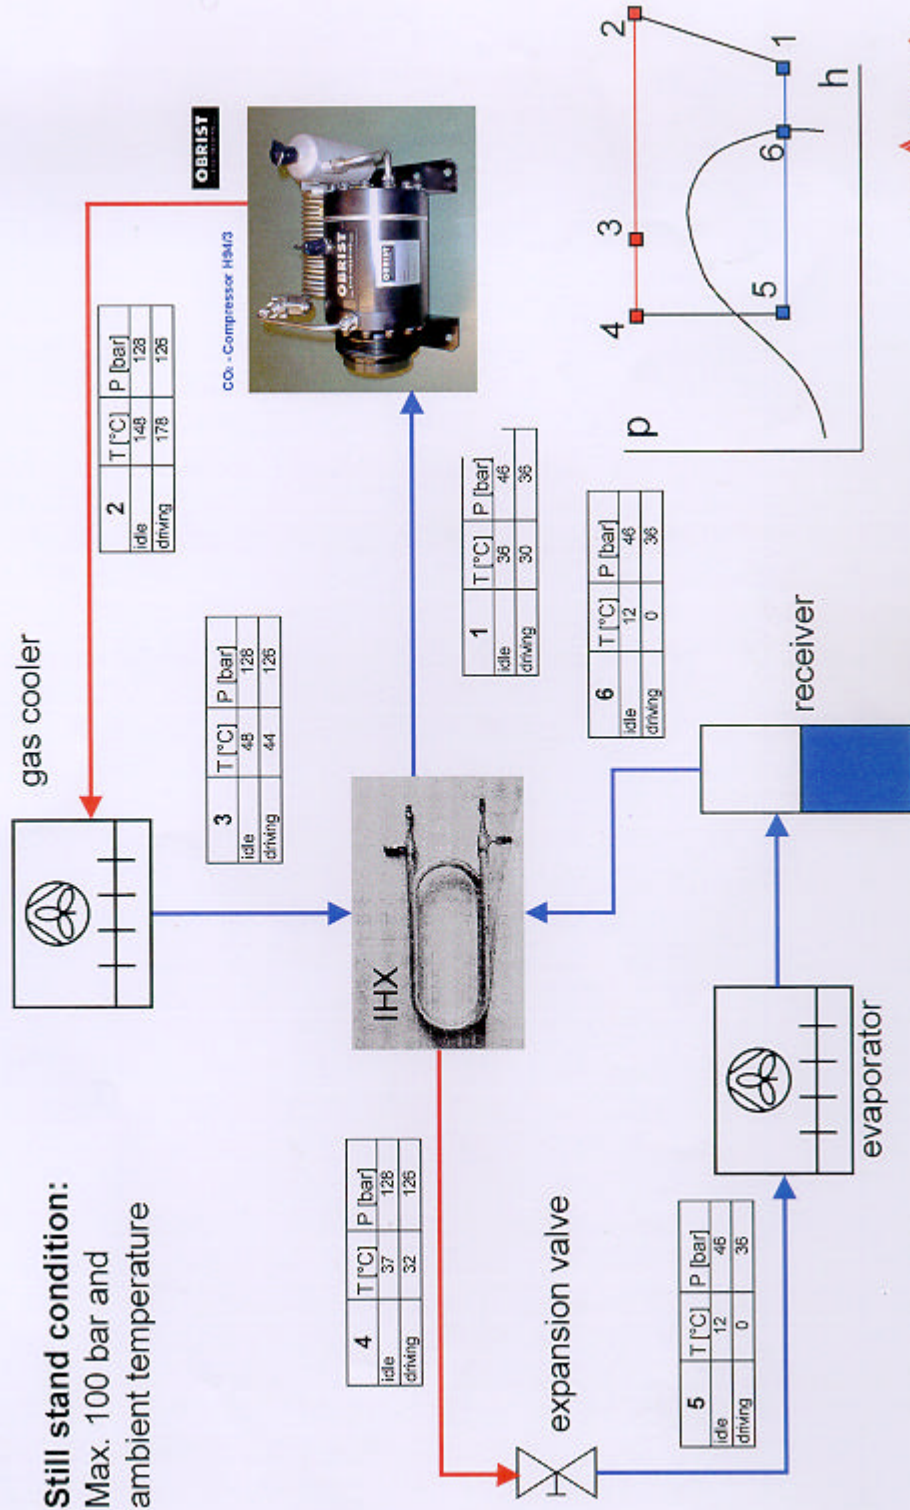 Still stand condition:
Max. 100 bar and
ambient temperature
gas cooler
2 T [°C] P [bar]
idle 148 128
driving 178 126
OBRIST
CO₂ - Compressor H94/3
OBRIST
OBRIST
3 T [°C] P [bar]
idle 48 128
driving 44 126
IHX
4 T [°C] P [bar]
idle 37 128
driving 32 126
1 T [°C] P [bar]
idle 36 46
driving 30 36
expansion valve
5 T [°C] P [bar]
idle 12 46
driving 0 36
evaporator
6 T [°C] P [bar]
idle 12 46
driving 0 36
receiver
p
4 3 2
5 6 1
h